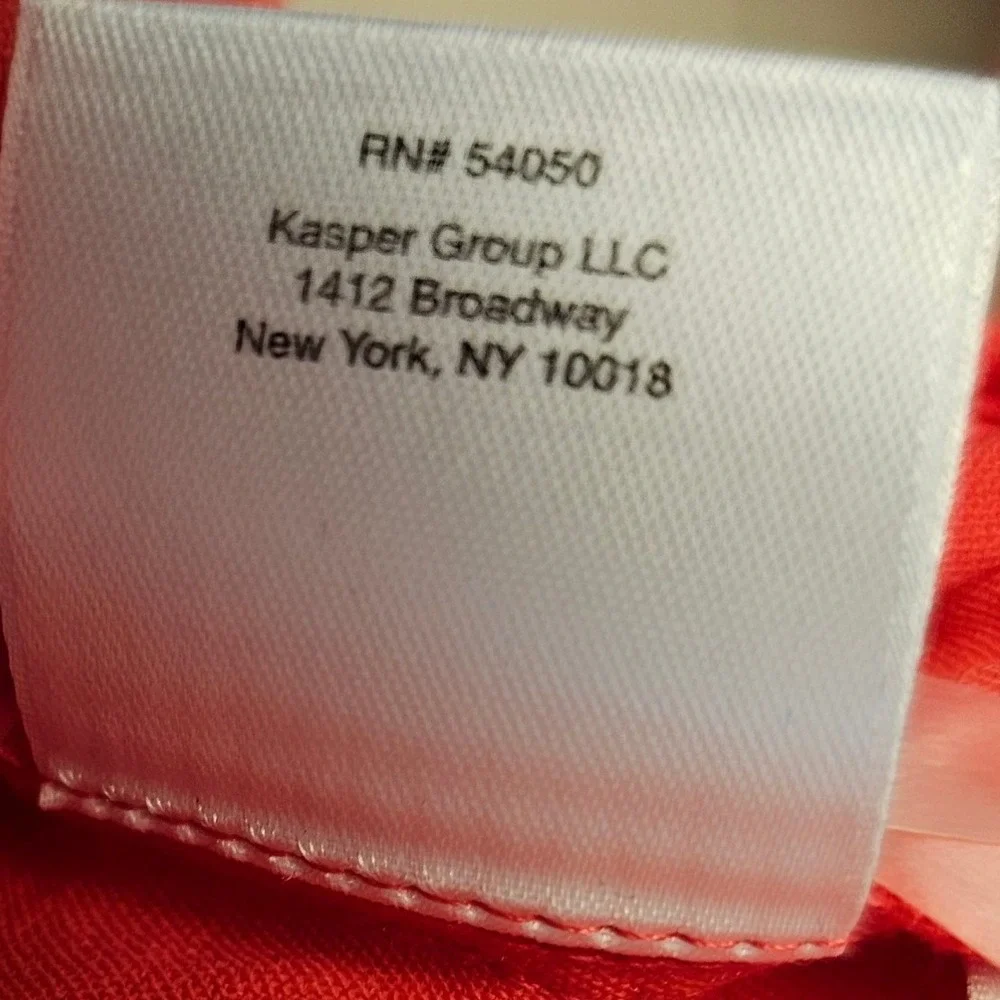 RN# 54050
Kasper Group LLC
1412 Broadway
New York, NY 10018